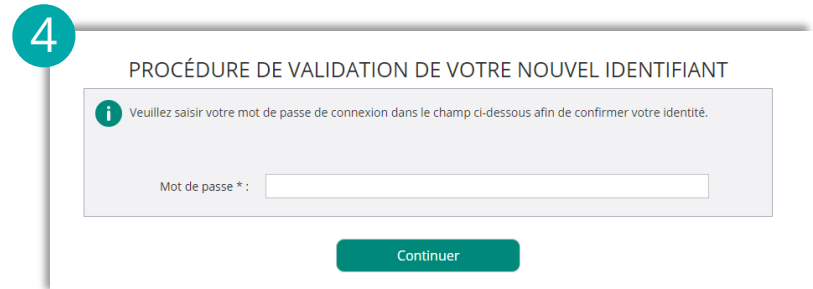 4
PROCÉDURE DE VALIDATION DE VOTRE NOUVEL IDENTIFIANT
i Veuillez saisir votre mot de passe de connexion dans le champ ci-dessous afin de confirmer votre identité.
Mot de passe * :
Continuer